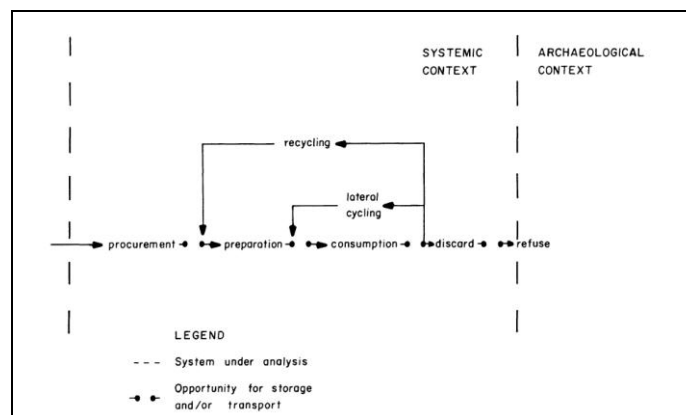 SYSTEMIC CONTEXT
ARCHAEOLOGICAL CONTEXT
recycling
lateral cycling
procurement preparation consumption discard refuse
LEGEND
System under analysis
Opportunity for storage
and/or transport